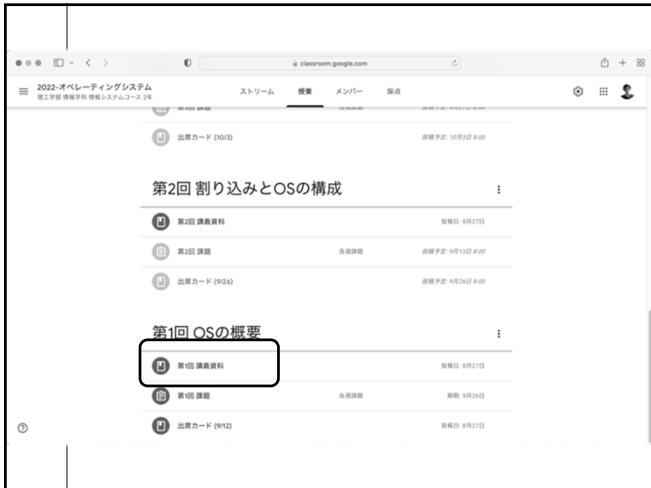 classroom.google.com
2022-オペレーティングシステム
理工学部 情報学科 情報システムコース 2年
ストリーム 授業 メンバー 採点
出席カード (10/3) 投稿予定: 10月3日 8:00
第2回 割り込みとOSの構成
第2回 講義資料 投稿日: 8月27日
第2回 課題 各週課題 投稿予定: 9月13日 8:00
出席カード (9/26) 投稿予定: 9月26日 8:00
第1回 OSの概要
第1回 講義資料 投稿日: 8月27日
第1回 課題 各週課題 期限: 9月26日
出席カード (9/12) 投稿日: 8月27日